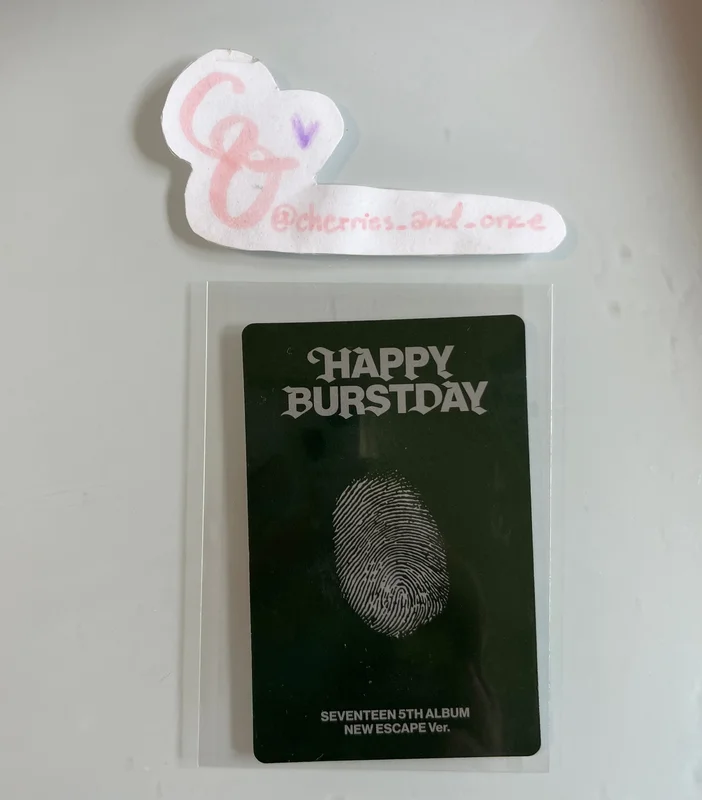 CO
@cherries_and_once
HAPPY
BURSTDAY
SEVENTEEN 5TH ALBUM
NEW ESCAPE Ver.